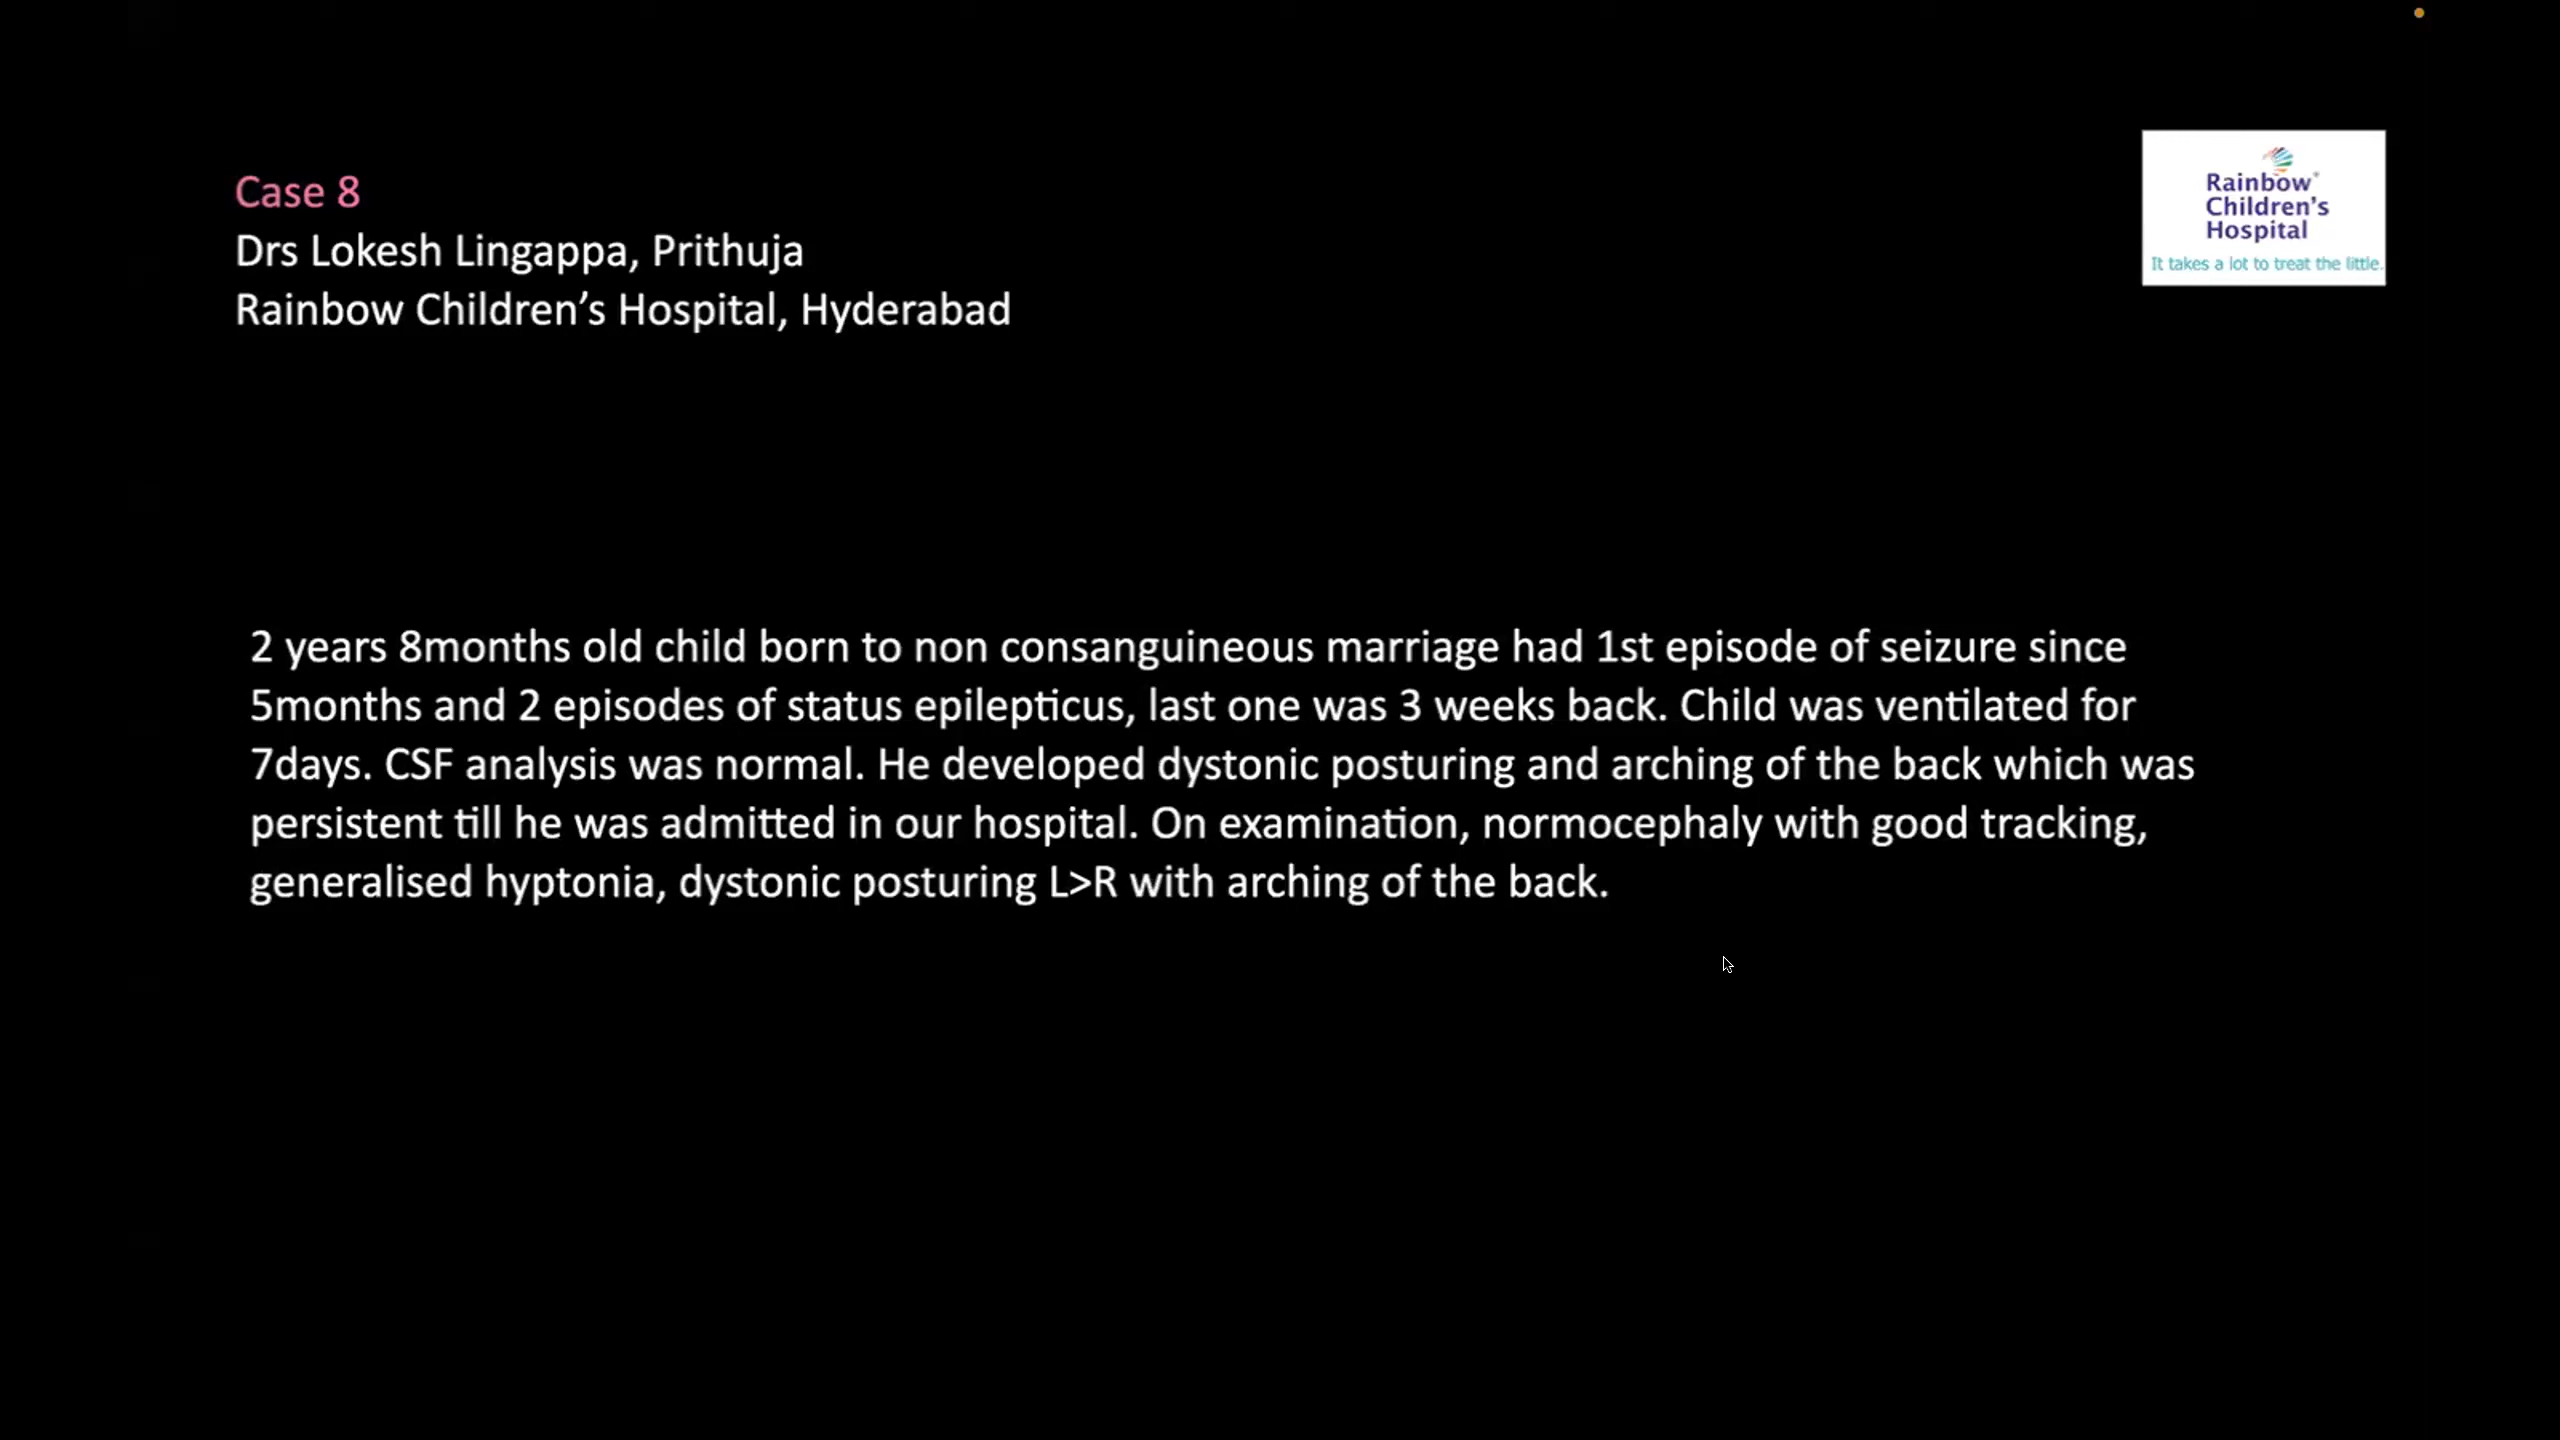 Case 8
Drs Lokesh Lingappa, Prithuja
Rainbow Children’s Hospital, Hyderabad
Rainbow
Children’s
Hospital
It takes a lot to treat the little.
2 years 8months old child born to non consanguineous marriage had 1st episode of seizure since
5months and 2 episodes of status epilepticus, last one was 3 weeks back. Child was ventilated for
7days. CSF analysis was normal. He developed dystonic posturing and arching of the back which was
persistent till he was admitted in our hospital. On examination, normocephaly with good tracking,
generalised hyptonia, dystonic posturing L>R with arching of the back.